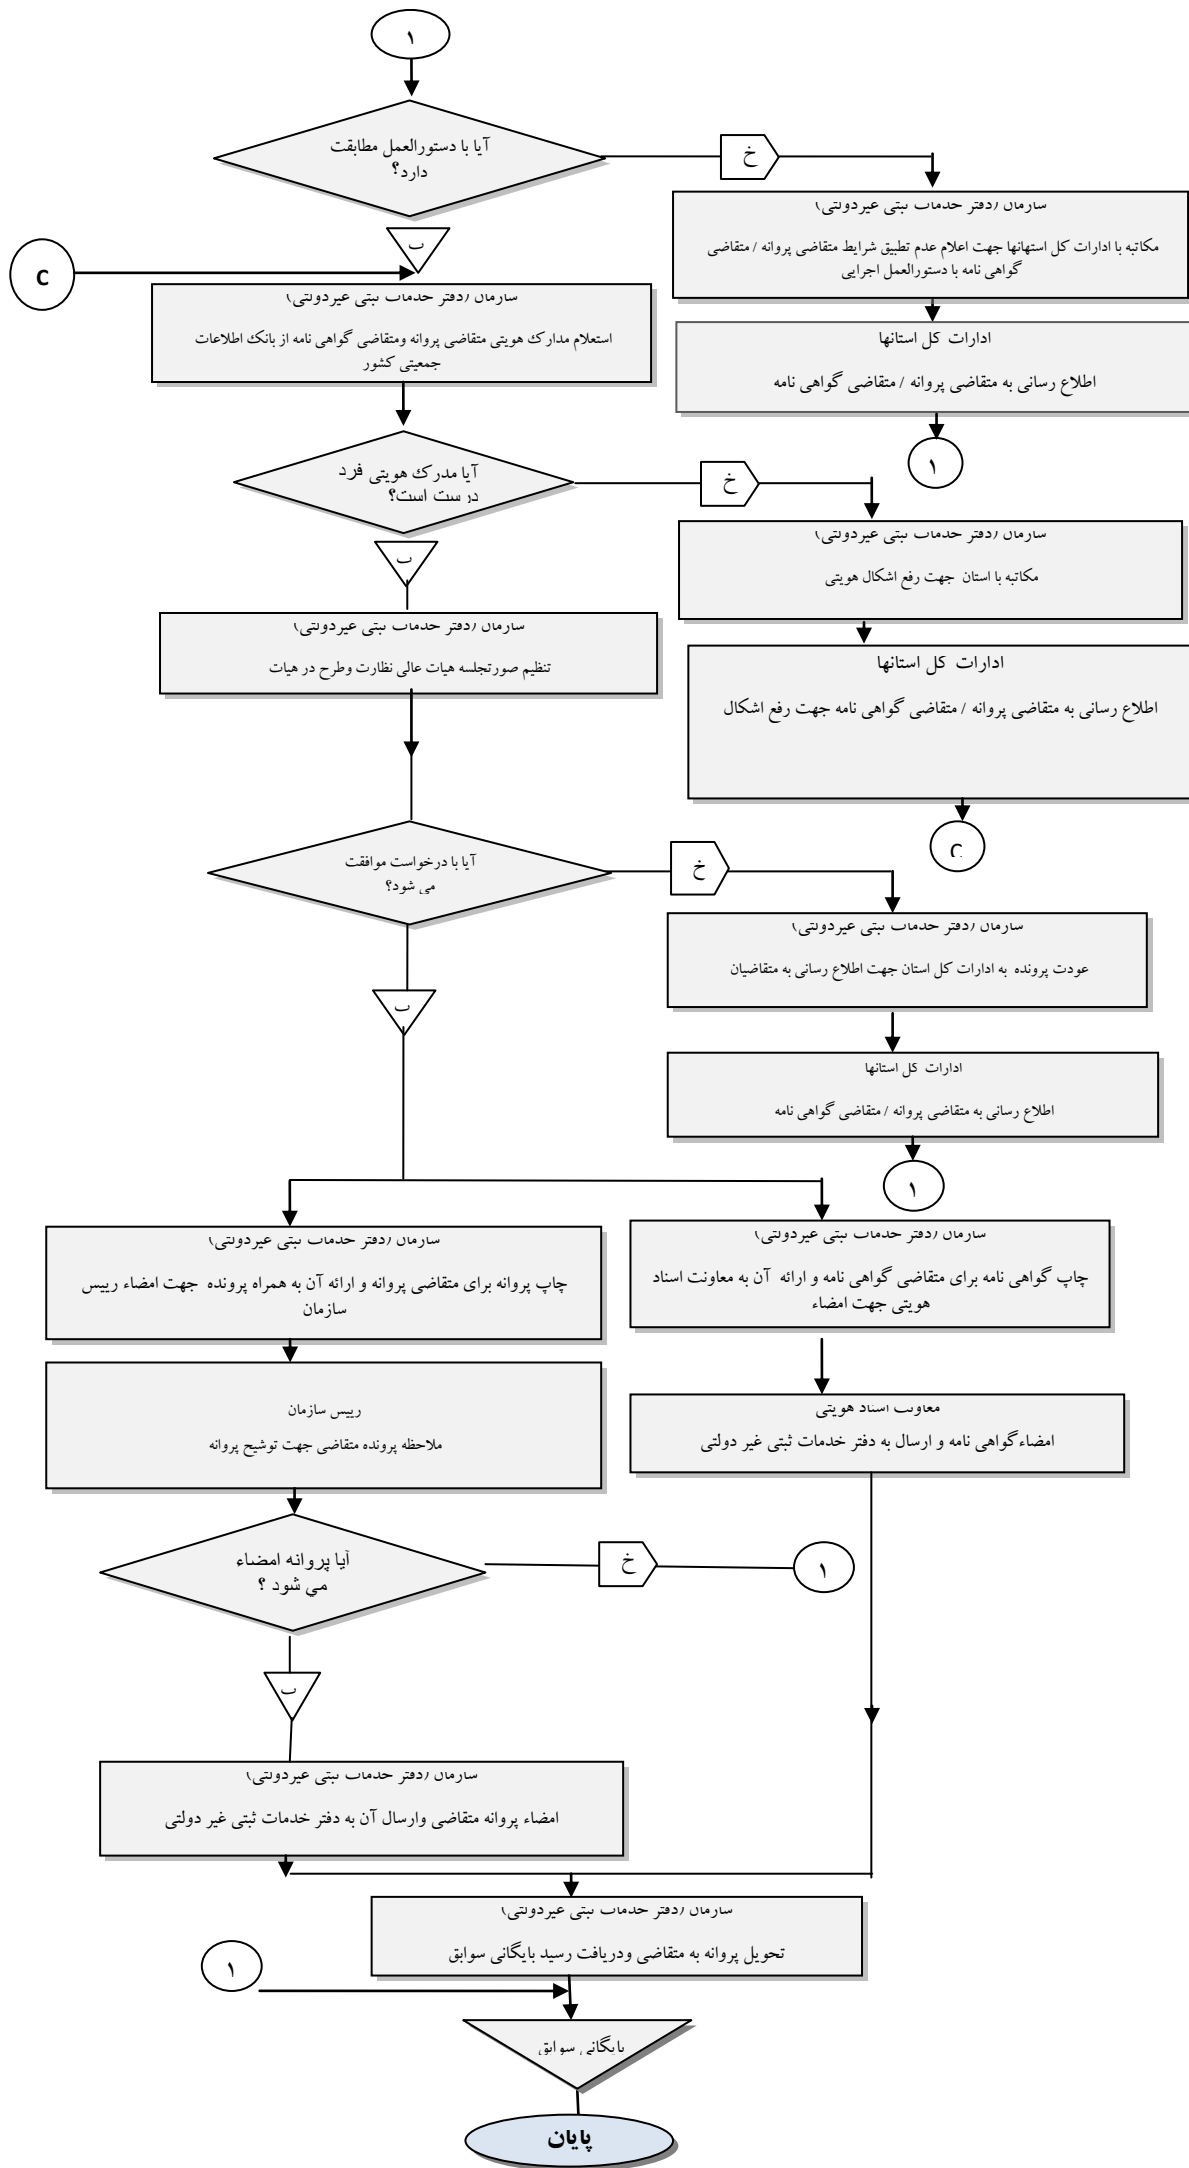 ۱
آیا با دستورالعمل مطابقت
دارد؟
خ
سازمان (دفتر خدمات ثبتی غیردولتی)
مکاتبه با ادارات کل استهانها جهت اعلام عدم تطبیق شرایط متقاضی پروانه / متقاضی
گواهی نامه با دستورالعمل اجرایی
ب
C
سازمان (دفتر خدمات ثبتی غیردولتی)
استعلام مدارک هویتی متقاضی پروانه ومتقاضی گواهی نامه از بانک اطلاعات
جمعیتی کشور
ادارات کل استانها
اطلاع رسانی به متقاضی پروانه / متقاضی گواهی نامه
۱
آیا مدرک هویتی فرد
درست است؟
خ
سازمان (دفتر خدمات ثبتی غیردولتی)
مکاتبه با استان جهت رفع اشکال هویتی
ب
سازمان (دفتر خدمات ثبتی غیردولتی)
تنظیم صورتجلسه هیات عالی نظارت وطرح در هیات
ادارات کل استانها
اطلاع رسانی به متقاضی پروانه / متقاضی گواهی نامه جهت رفع اشکال
C
آیا با درخواست موافقت
می شود؟
خ
سازمان (دفتر خدمات ثبتی غیردولتی)
عودت پرونده به ادارات کل استان جهت اطلاع رسانی به متقاضیان
ب
ادارات کل استانها
اطلاع رسانی به متقاضی پروانه / متقاضی گواهی نامه
۱
سازمان (دفتر خدمات ثبتی غیردولتی)
چاپ گواهی نامه برای متقاضی گواهی نامه و ارائه آن به معاونت اسناد
هویتی جهت امضاء
سازمان (دفتر خدمات ثبتی غیردولتی)
چاپ پروانه برای متقاضی پروانه و ارائه آن به همراه پرونده جهت امضاء رییس
سازمان
معاونت اسناد هویتی
امضاءگواهی نامه و ارسال به دفتر خدمات ثبتی غیر دولتی
رییس سازمان
ملاحظه پرونده متقاضی جهت توشیح پروانه
آیا پروانه امضاء
می شود ؟
خ
۱
ب
سازمان (دفتر خدمات ثبتی غیردولتی)
امضاء پروانه متقاضی وارسال آن به دفتر خدمات ثبتی غیر دولتی
سازمان (دفتر خدمات ثبتی غیردولتی)
تحویل پروانه به متقاضی ودریافت رسید بایگانی سوابق
۱
بایگانی سوابق
پایان